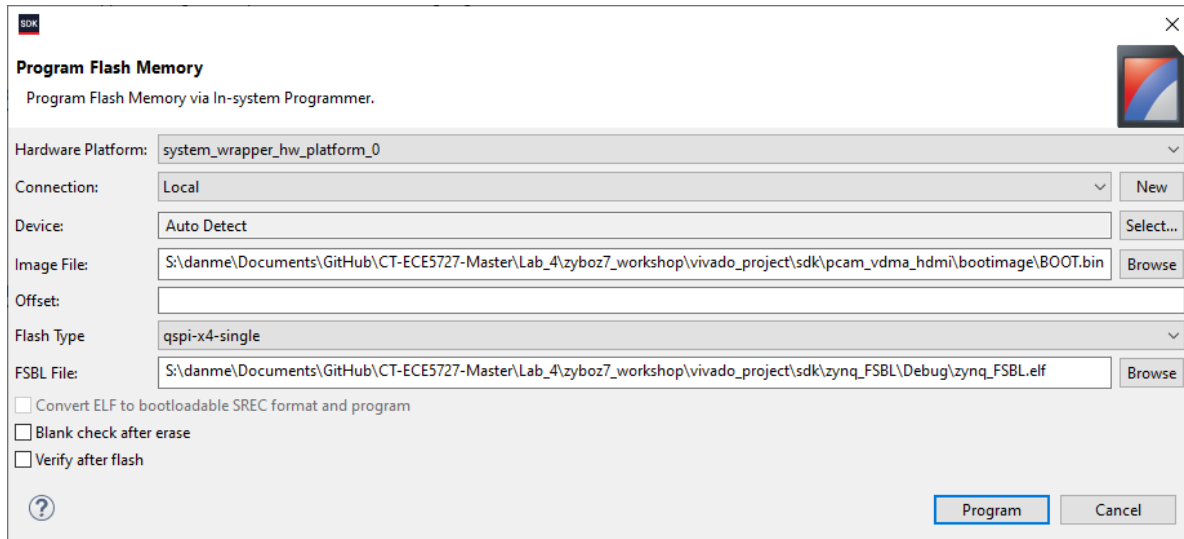 SDK
Program Flash Memory
Program Flash Memory via In-system Programmer.
Hardware Platform: system_wrapper_hw_platform_0
Connection: Local New
Device: Auto Detect Select...
Image File: S:\danme\Documents\GitHub\CT-ECE5727-Master\Lab_4\zyboz7_workshop\vivado_project\sdk\pcam_vdma_hdmi\bootimage\BOOT.bin Browse
Offset:
Flash Type qspi-x4-single
FSBL File: S:\danme\Documents\GitHub\CT-ECE5727-Master\Lab_4\zyboz7_workshop\vivado_project\sdk\zynq_FSBL\Debug\zynq_FSBL.elf Browse
Convert ELF to bootloadable SREC format and program
Blank check after erase
Verify after flash
? Program Cancel